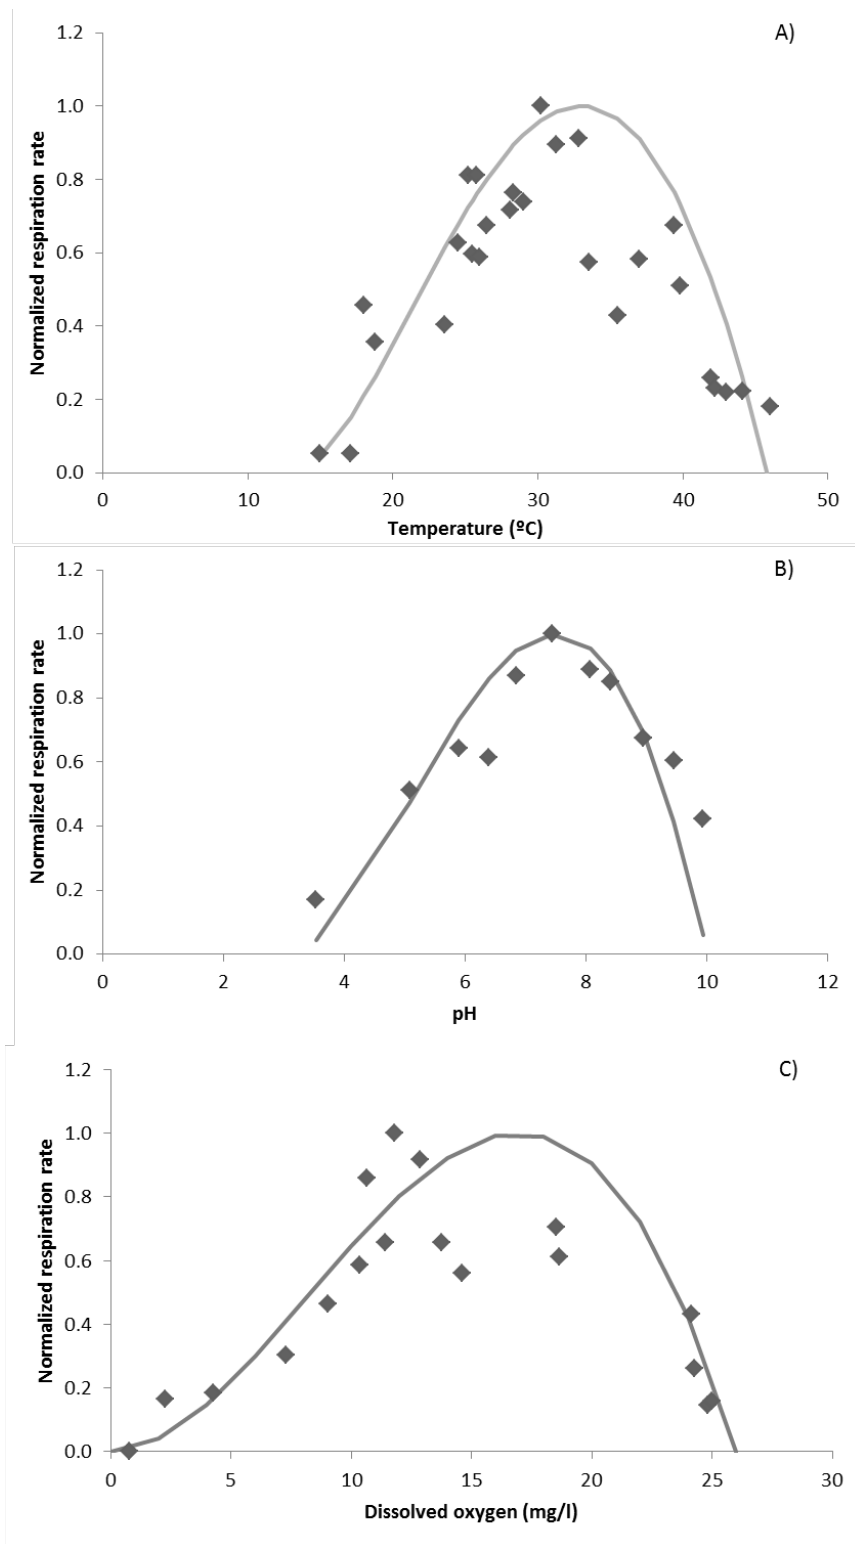 A)
1.2
1.0
0.8
0.6
0.4
0.2
0.0
Normalized respiration rate
0 10 20 30 40 50
Temperature (ºC)
B)
1.2
1.0
0.8
0.6
0.4
0.2
0.0
Normalized respiration rate
0 2 4 6 8 10 12
pH
C)
1.2
1.0
0.8
0.6
0.4
0.2
0.0
Normalized respiration rate
0 5 10 15 20 25 30
Dissolved oxygen (mg/l)